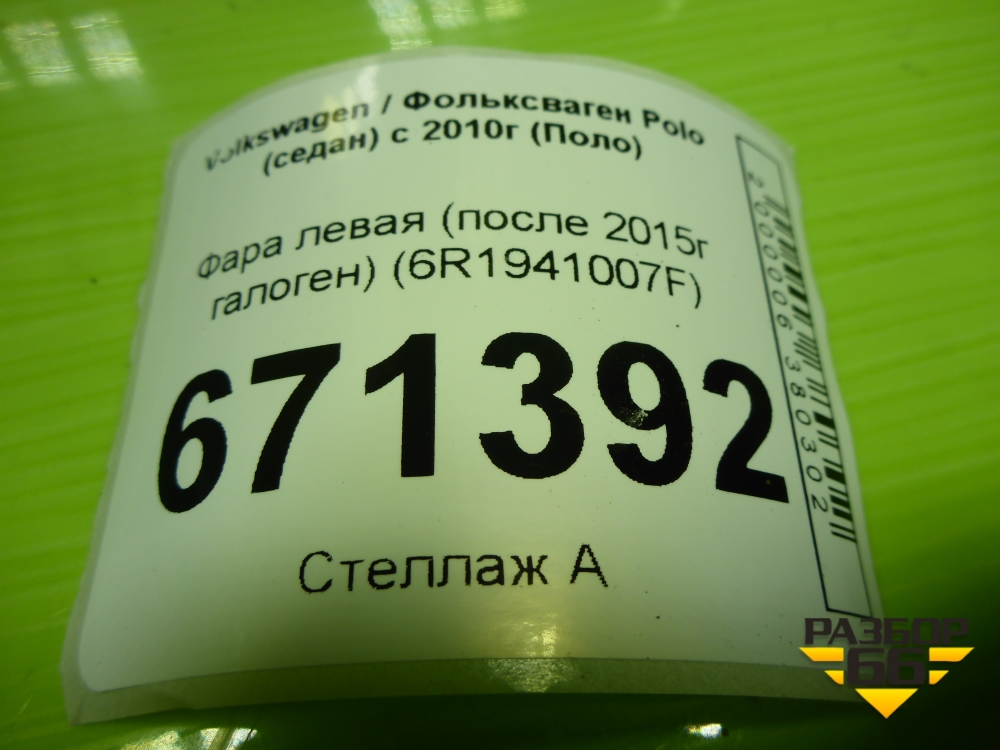 Volkswagen / Фольксваген Polo
(седан) с 2010г (Поло)
Фара левая (после 2015г
галоген) (6R1941007F)
671392
Стеллаж А
2000006380302
РАЗБОР
66